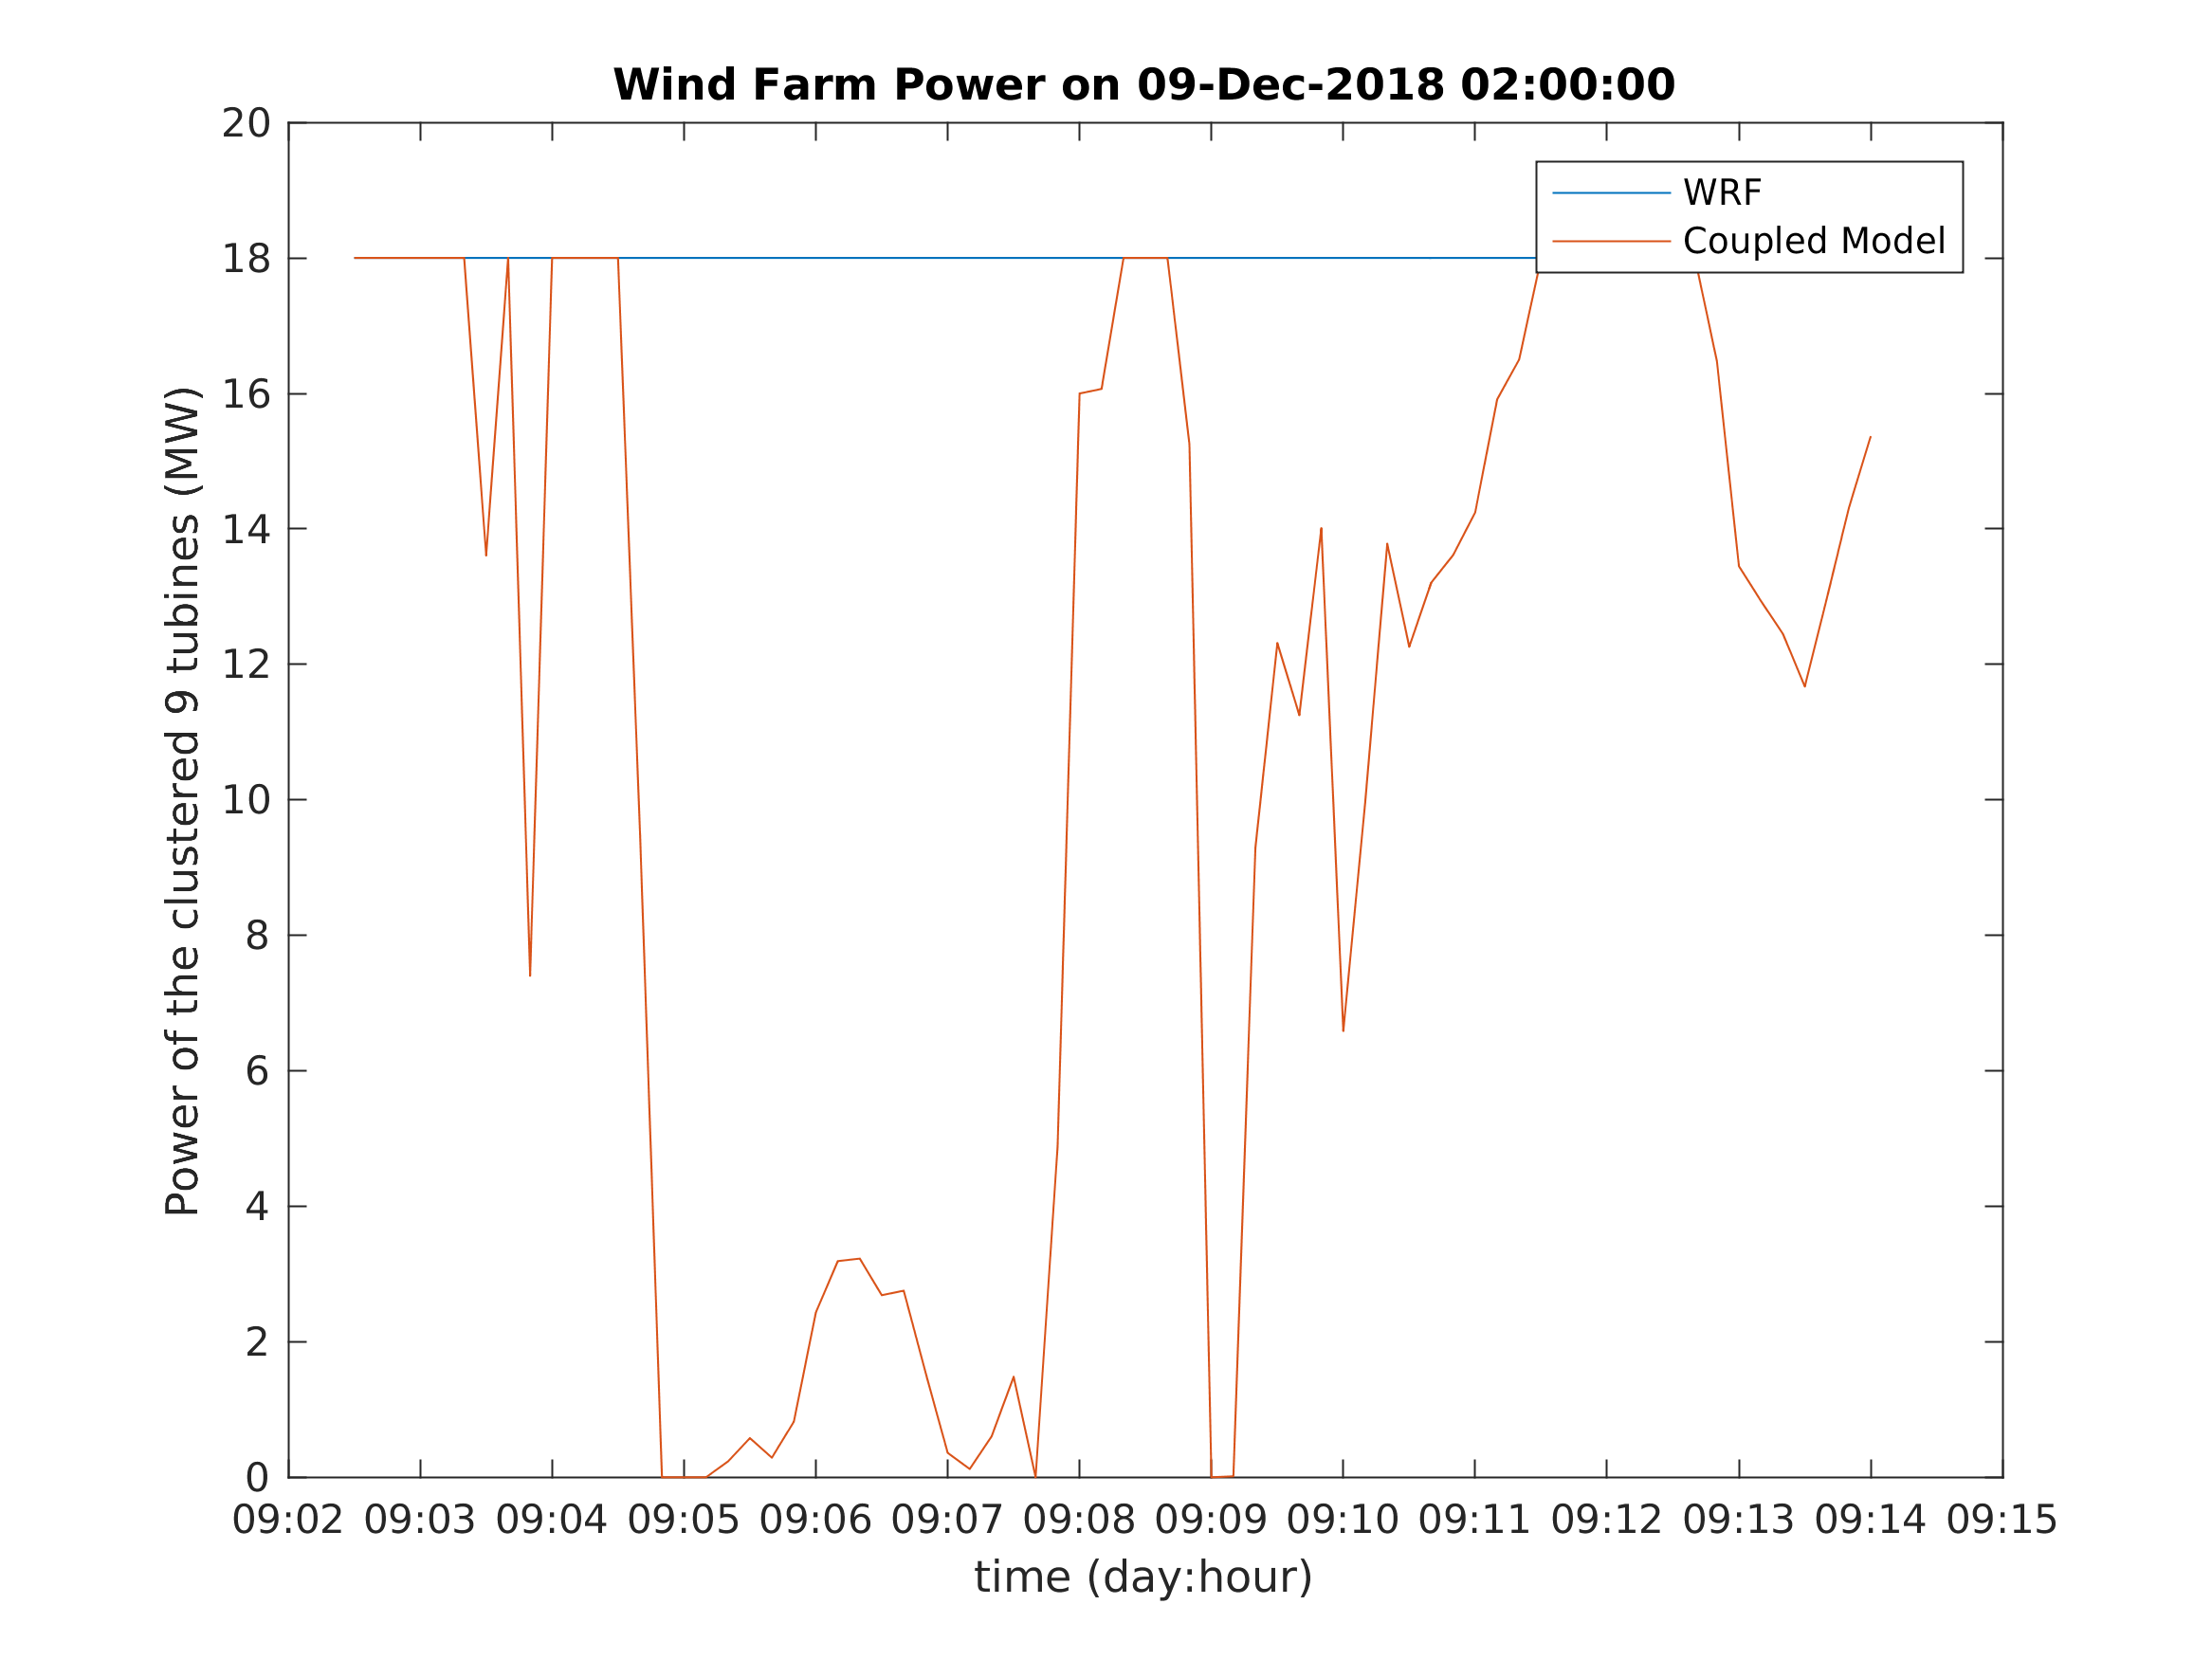 Wind Farm Power on 09-Dec-2018 02:00:00
WRF
Coupled Model
Power of the clustered 9 tubines (MW)
20
18
16
14
12
10
8
6
4
2
0
09:02 09:03 09:04 09:05 09:06 09:07 09:08 09:09 09:10 09:11 09:12 09:13 09:14 09:15
time (day:hour)